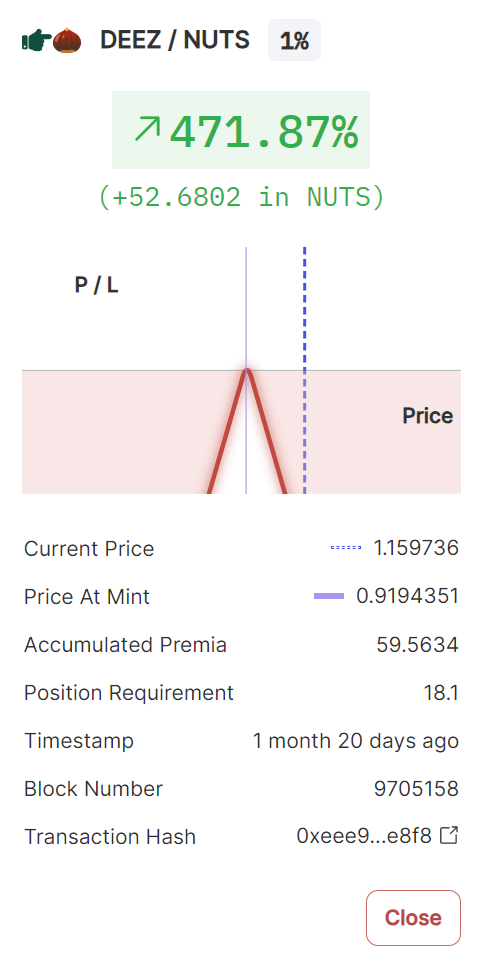 DEEZ / NUTS 1%
↗471.87%
(+52.6802 in NUTS)
P / L
Price
Current Price 1.159736
Price At Mint 0.9194351
Accumulated Premia 59.5634
Position Requirement 18.1
Timestamp 1 month 20 days ago
Block Number 9705158
Transaction Hash 0xeee9...e8f8
Close